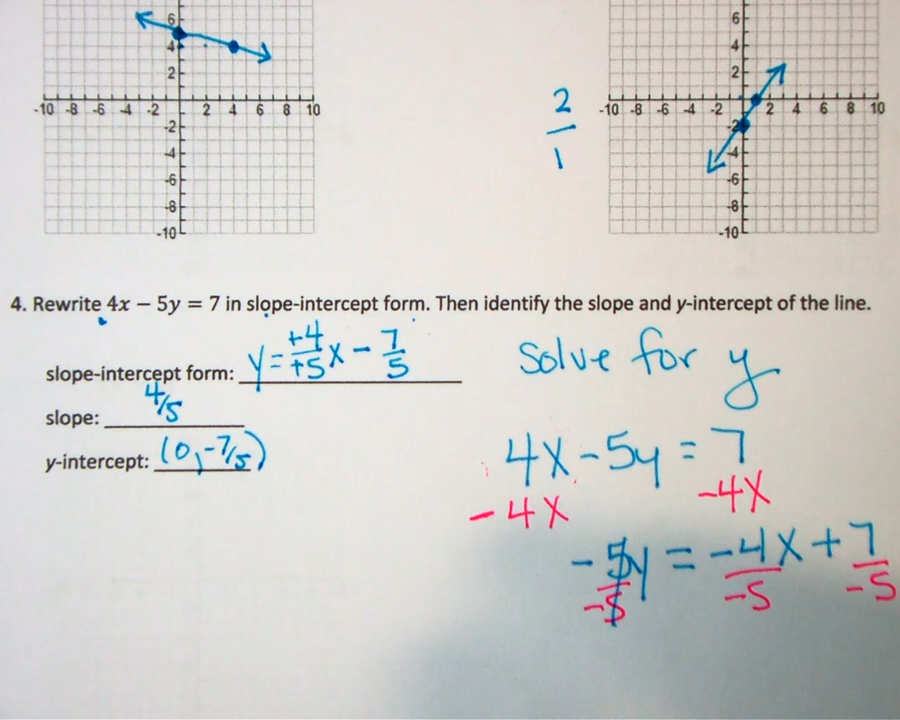 6
4
2
-10 -8 -6 -4 -2 2 4 6 8 10
-2
-4
-6
-8
-10
2
1
6
4
2
-10 -8 -6 -4 -2 2 4 6 8 10
-2
-4
-6
-8
-10
4. Rewrite 4x − 5y = 7 in slope-intercept form. Then identify the slope and y-intercept of the line.
slope-intercept form: y = +4/+5 x - 7/5
slope: 4/5
y-intercept: (0, -7/5)
Solve for y
4x - 5y = 7
-4x -4x
-5y = -4x + 7
-5 -5 -5